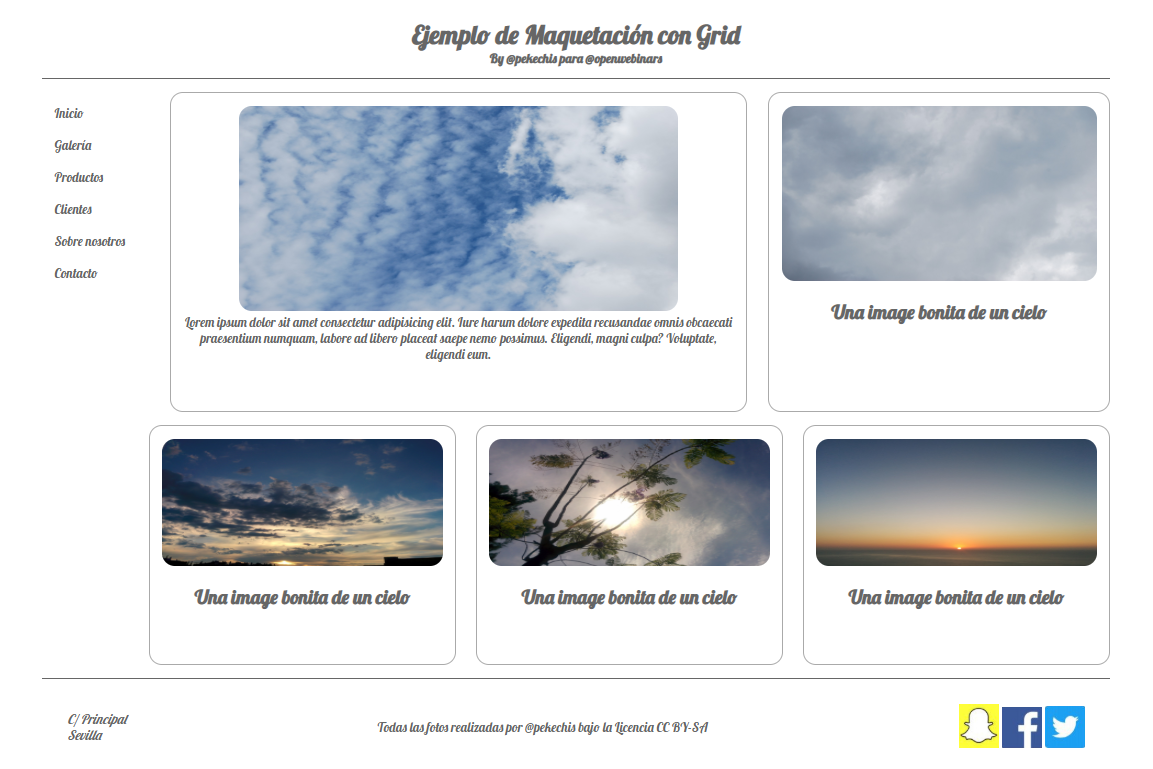 Ejemplo de Maquetación con Grid
By @pekechis para @openwebinars
Inicio
Galería
Productos
Clientes
Sobre nosotros
Contacto
Lorem ipsum dolor sit amet consectetur adipisicing elit. Iure harum dolore expedita recusandae omnis obcaecati
praesentium numquam, labore ad libero placeat saepe nemo possimus. Eligendi, magni culpa? Voluptate,
eligendi eum.
Una image bonita de un cielo
Una image bonita de un cielo
Una image bonita de un cielo
Una image bonita de un cielo
C/ Principal
Sevilla
Todas las fotos realizadas por @pekechis bajo la Licencia CC BY-SA